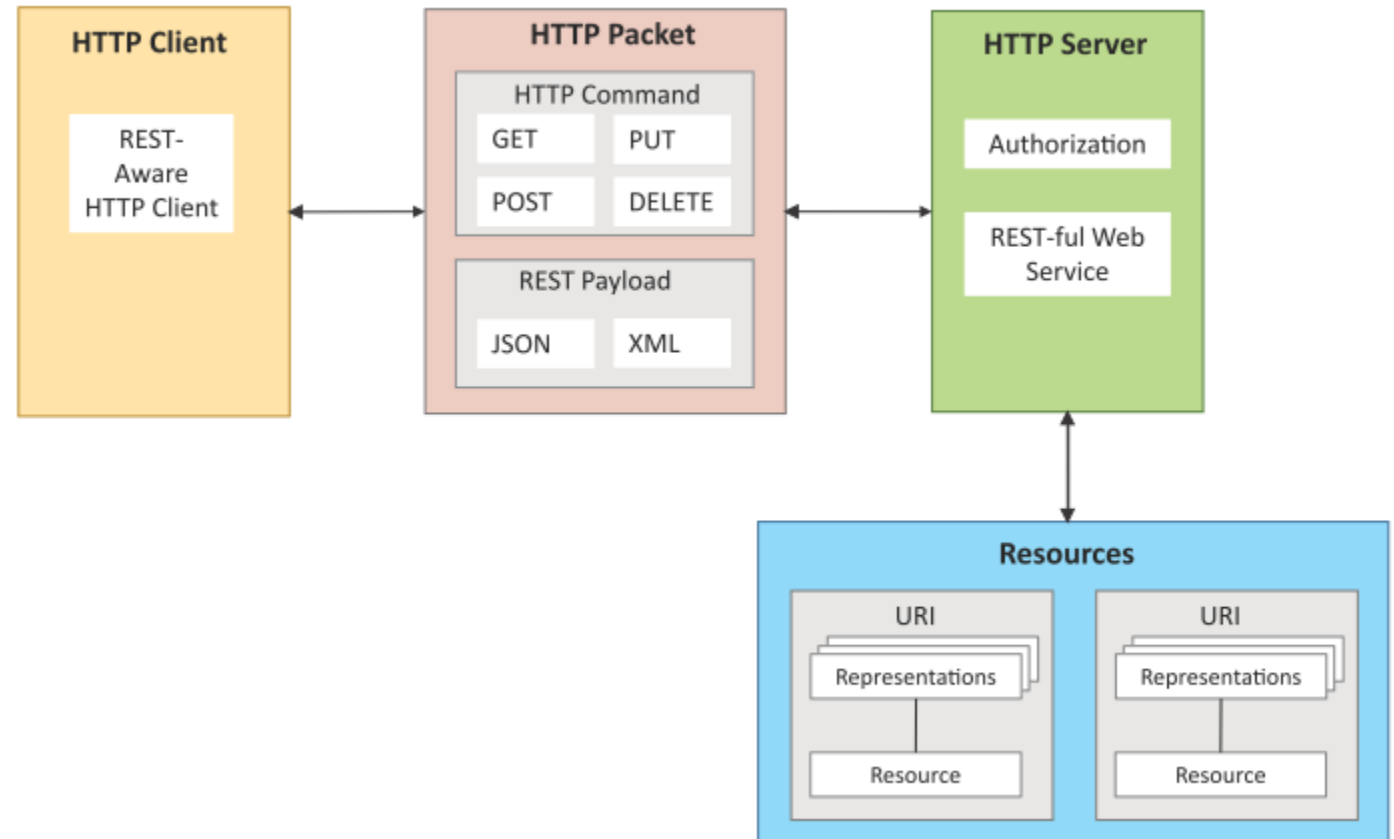 HTTP Client
REST-
Aware
HTTP Client
HTTP Packet
HTTP Command
GET
PUT
POST
DELETE
REST Payload
JSON
XML
HTTP Server
Authorization
REST-ful Web
Service
Resources
URI
Representations
Resource
URI
Representations
Resource